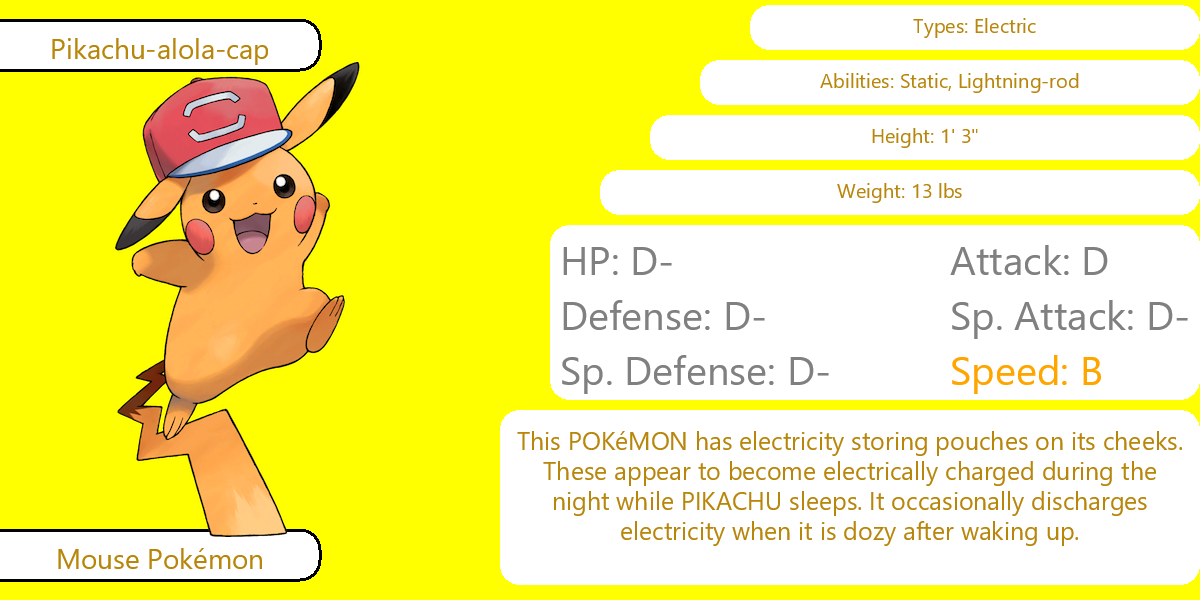 Pikachu-alola-cap
Types: Electric
Abilities: Static, Lightning-rod
Height: 1' 3"
Weight: 13 lbs
HP: D-
Attack: D
Defense: D-
Sp. Attack: D-
Sp. Defense: D-
Speed: B
This POKéMON has electricity storing pouches on its cheeks.
These appear to become electrically charged during the
night while PIKACHU sleeps. It occasionally discharges
electricity when it is dozy after waking up.
Mouse Pokémon